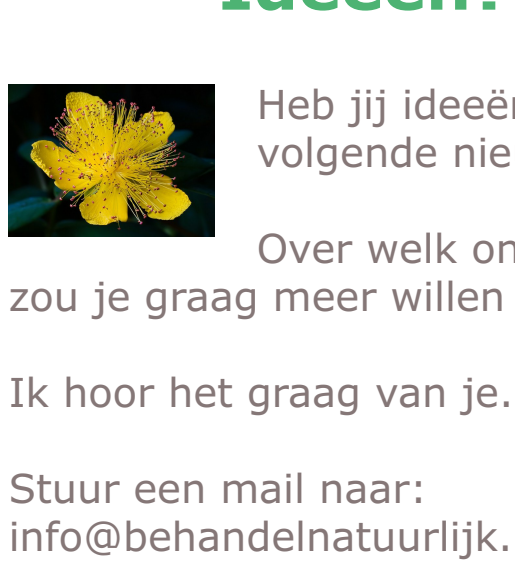 Ideeën?
Heb jij ideeën
volgende nie
Over welk on
zou je graag meer willen
Ik hoor het graag van je.
Stuur een mail naar:
info@behandelnatuurlijk.